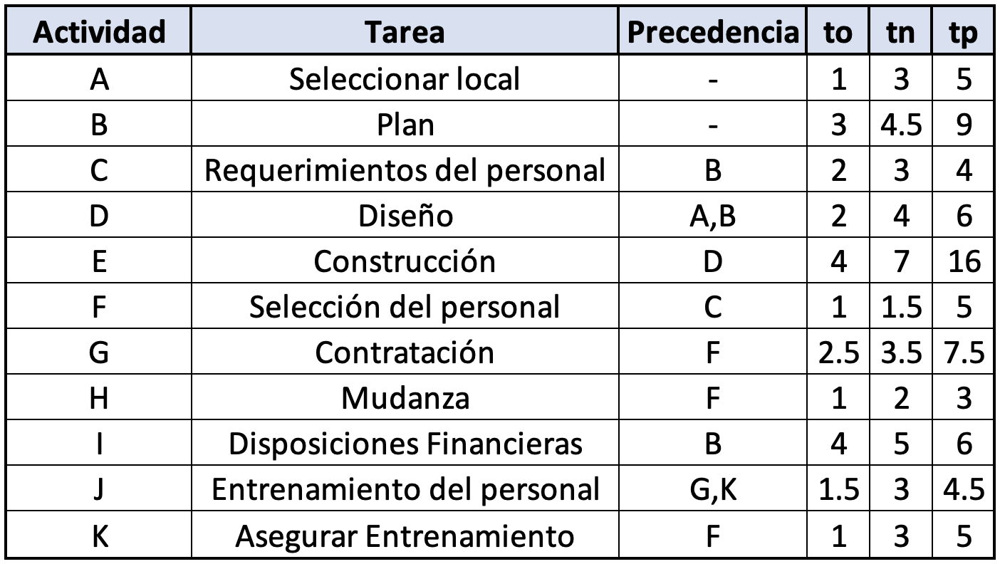 Actividad Tarea Precedencia to tn tp
A Seleccionar local - 1 3 5
B Plan - 3 4.5 9
C Requerimientos del personal B 2 3 4
D Diseño A,B 2 4 6
E Construcción D 4 7 16
F Selección del personal C 1 1.5 5
G Contratación F 2.5 3.5 7.5
H Mudanza F 1 2 3
I Disposiciones Financieras B 4 5 6
J Entrenamiento del personal G,K 1.5 3 4.5
K Asegurar Entrenamiento F 1 3 5